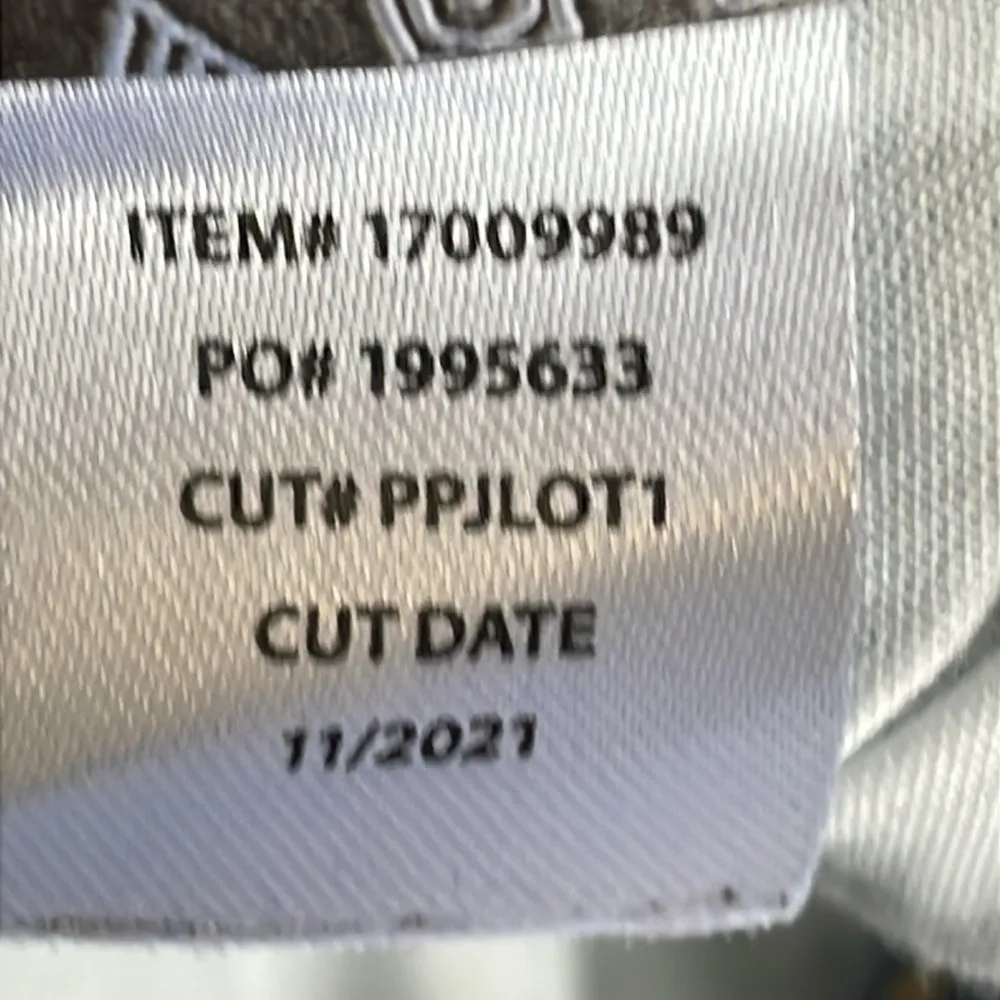 ITEM# 17009989
PO# 1995633
CUT# PPJLOT1
CUT DATE
11/2021